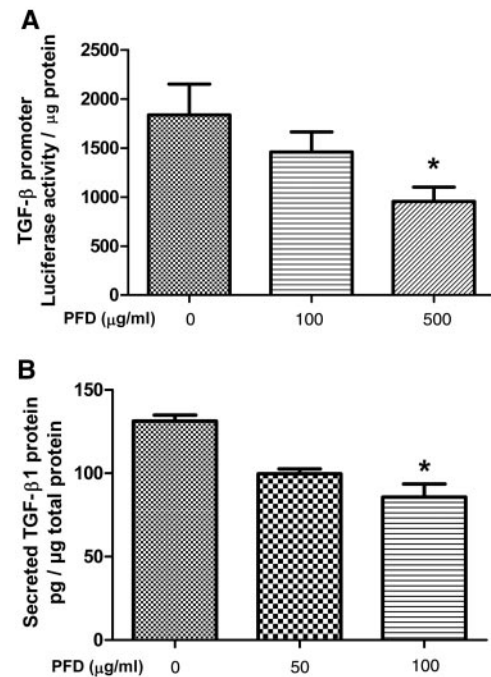 A
TGF-β promoter
Luciferase activity / μg protein
2500
2000
1500
1000
500
0
*
PFD (μg/ml) 0 100 500
B
Secreted TGF-β1 protein
pg / μg total protein
150
100
50
0
*
PFD (μg/ml) 0 50 100